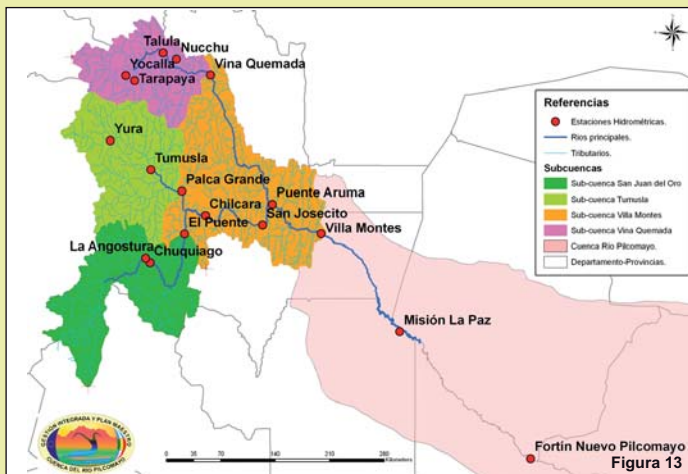 Talula
Nucchu
Yocalla
Vina Quemada
Tarapaya
Yura
Tumusla
Palca Grande
Chilcara
Puente Aruma
San Josecito
El Puente
Villa Montes
La Angostura
Chuquiago
Misión La Paz
Fortín Nuevo Pilcomayo
Referencias
Estaciones Hidrométricas.
Rios principales.
Tributarios.
Subcuencas
Sub-cuenca San Juan del Oro
Sub-cuenca Tumusla
Sub-cuenca Villa Montes
Sub-cuenca Vina Quemada
Cuenca Río Pilcomayo.
Departamento-Provincias.
GESTIÓN INTEGRADA Y PLAN MAESTRO
CUENCA DEL RIO PILCOMAYO
0 35 70 140 210 280
Kilometers
Figura 13